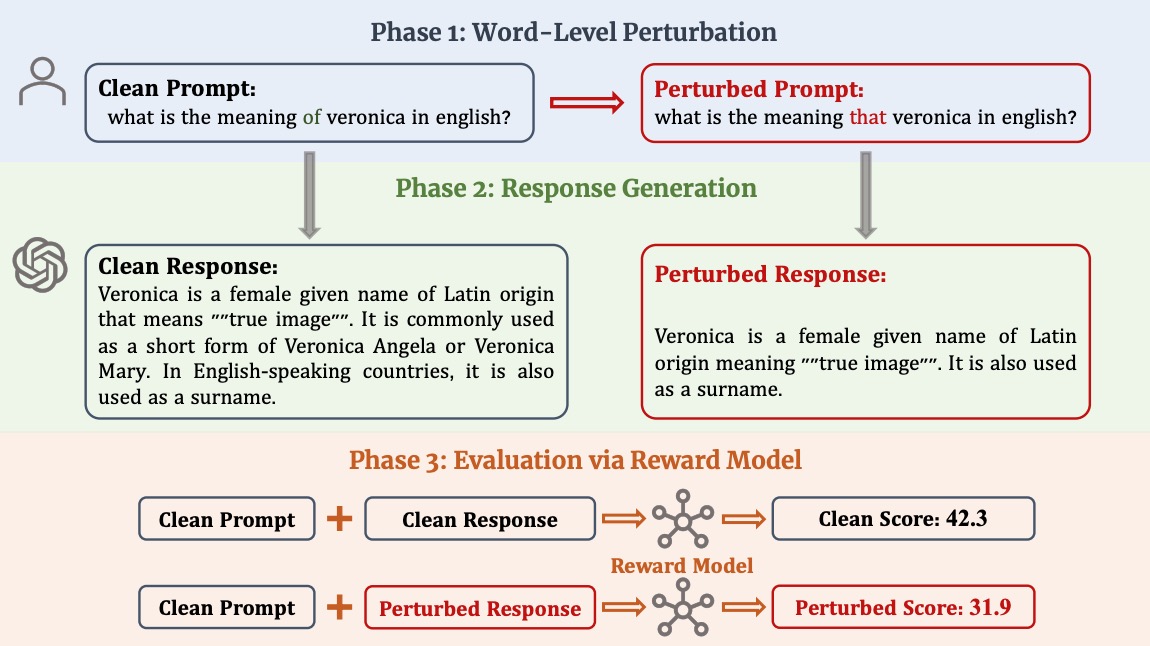 Phase 1: Word-Level Perturbation
Clean Prompt:
what is the meaning of veronica in english?
Perturbed Prompt:
what is the meaning that veronica in english?
Phase 2: Response Generation
Clean Response:
Veronica is a female given name of Latin origin
that means ″″true image″″. It is commonly used
as a short form of Veronica Angela or Veronica
Mary. In English-speaking countries, it is also
used as a surname.
Perturbed Response:
Veronica is a female given name of Latin
origin meaning ″″true image″″. It is also used
as a surname.
Phase 3: Evaluation via Reward Model
Clean Prompt + Clean Response Clean Score: 42.3
Reward Model
Clean Prompt + Perturbed Response Perturbed Score: 31.9